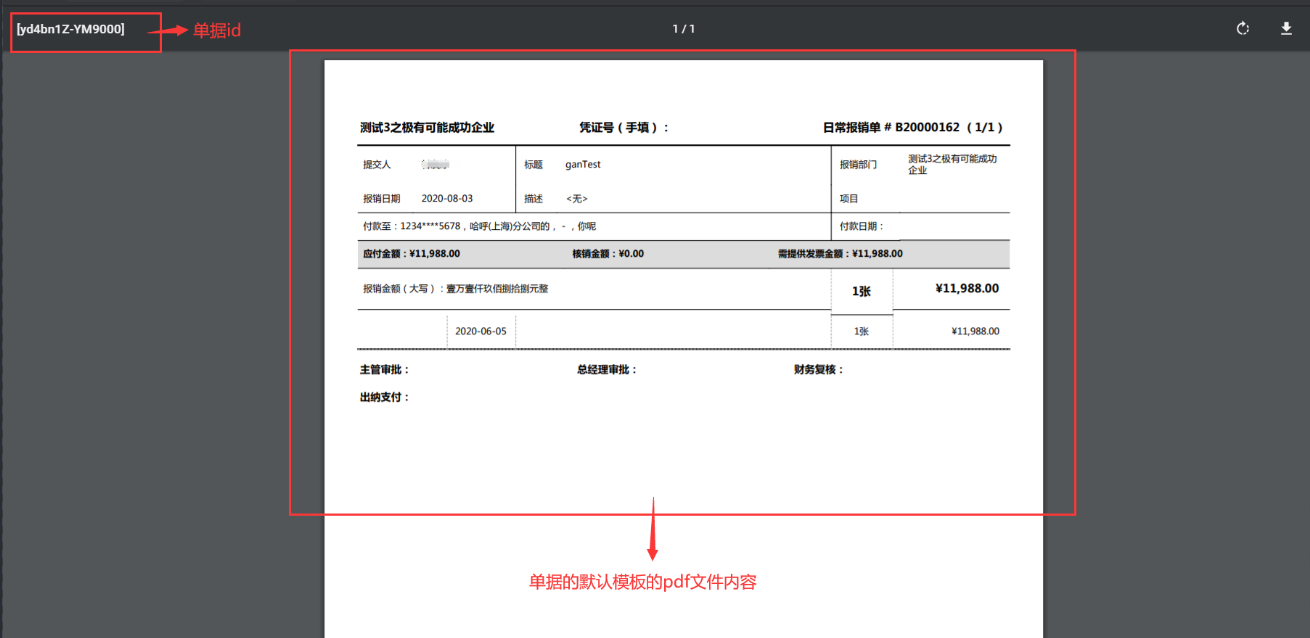 [yd4bn1Z-YM9000]
单据id
1 / 1
测试3之极有可能成功企业 凭证号（手填）： 日常报销单 # B20000162 （ 1/1 ）
提交人 标题 ganTest 报销部门 测试3之极有可能成功
企业
报销日期 2020-08-03 描述 <无> 项目
付款至：1234****5678，哈呼(上海)分公司的， - ，你呢 付款日期：
应付金额：¥11,988.00 核销金额：¥0.00 需提供发票金额：¥11,988.00
报销金额（大写）：壹万壹仟玖佰捌拾捌元整 1张 ¥11,988.00
2020-06-05 1张 ¥11,988.00
主管审批： 总经理审批： 财务复核：
出纳支付：
单据的默认模板的pdf文件内容